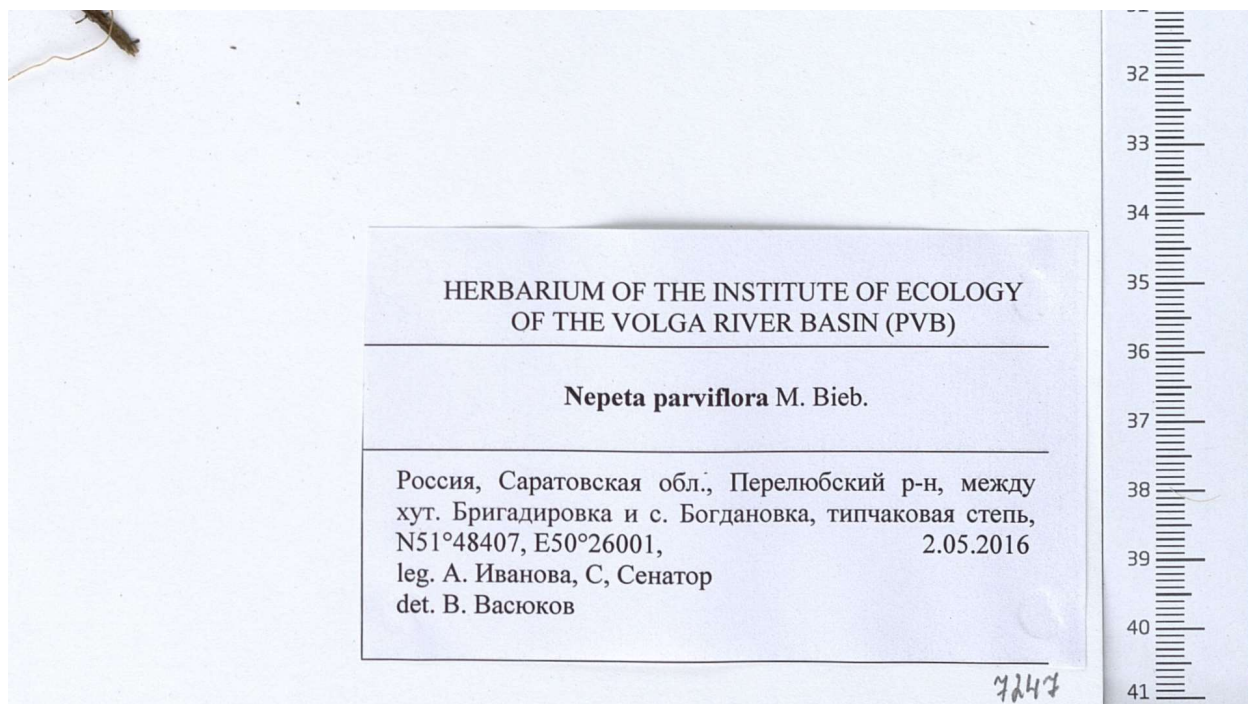 HERBARIUM OF THE INSTITUTE OF ECOLOGY
OF THE VOLGA RIVER BASIN (PVB)
Nepeta parviflora M. Bieb.
Россия, Саратовская обл., Перелюбский р-н, между
хут. Бригадировка и с. Богдановка, типчаковая степь,
N51°48407, E50°26001, 2.05.2016
leg. А. Иванова, С, Сенатор
det. В. Васюков
7247
32
33
34
35
36
37
38
39
40
41